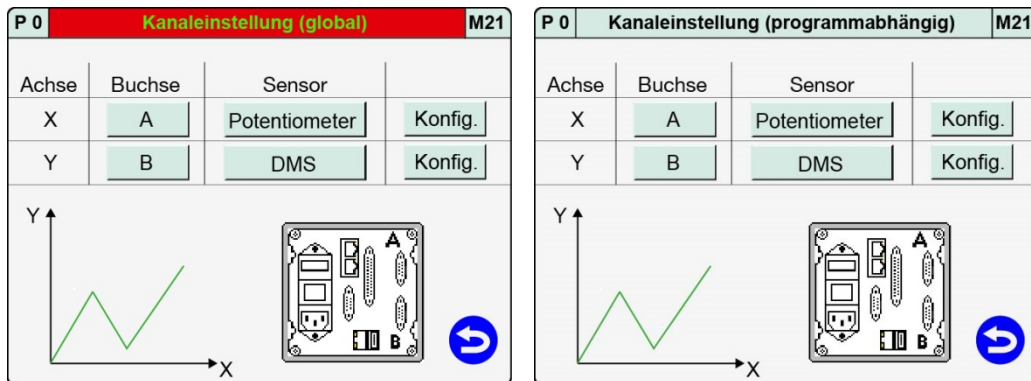 P 0 Kanaleinstellung (global) M21
Achse Buchse Sensor
X A Potentiometer Konfig.
Y B DMS Konfig.
Y
A
B
X
P 0 Kanaleinstellung (programmabhängig) M21
Achse Buchse Sensor
X A Potentiometer Konfig.
Y B DMS Konfig.
Y
A
B
X